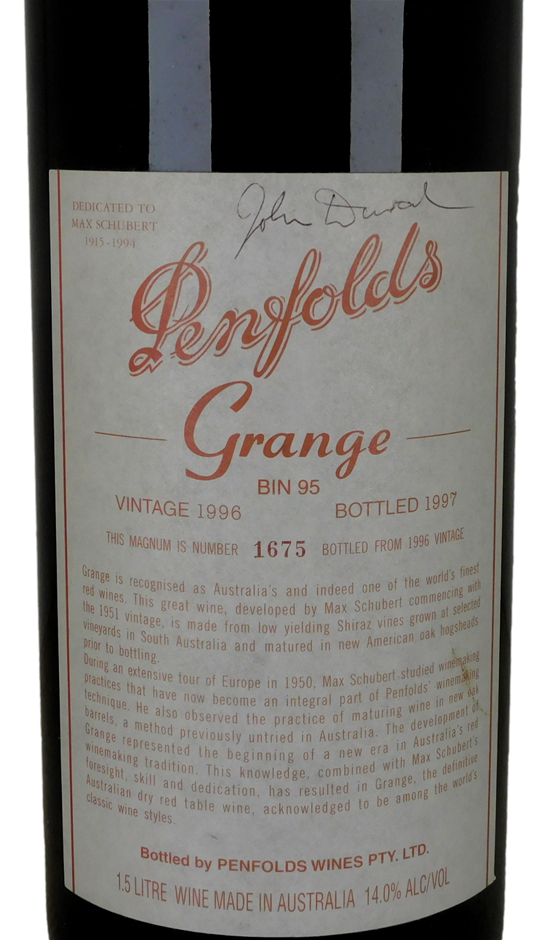 DEDICATED TO
MAX SCHUBERT
1915-1994
John Duval
Penfolds
Grange
BIN 95
VINTAGE 1996
BOTTLED 1997
THIS MAGNUM IS NUMBER 1675 BOTTLED FROM 1996 VINTAGE
Grange is recognised as Australia's and indeed one of the world's finest
red wines. This great wine, developed by Max Schubert commencing with
the 1951 vintage, is made from low yielding Shiraz vines grown at selected
vineyards in South Australia and matured in new American oak hogsheads
prior to bottling.
During an extensive tour of Europe in 1950, Max Schubert studied winemaking
practices that have now become an integral part of Penfolds' winemaking
technique. He also observed the practice of maturing wine in new oak
barrels, a method previously untried in Australia. The development of
Grange represented the beginning of a new era in Australia's red
winemaking tradition. This knowledge, combined with Max Schubert's
foresight, skill and dedication, has resulted in Grange, the definitive
Australian dry red table wine, acknowledged to be among the world's
classic wine styles.
Bottled by PENFOLDS WINES PTY. LTD.
1.5 LITRE WINE MADE IN AUSTRALIA 14.0% ALC/VOL